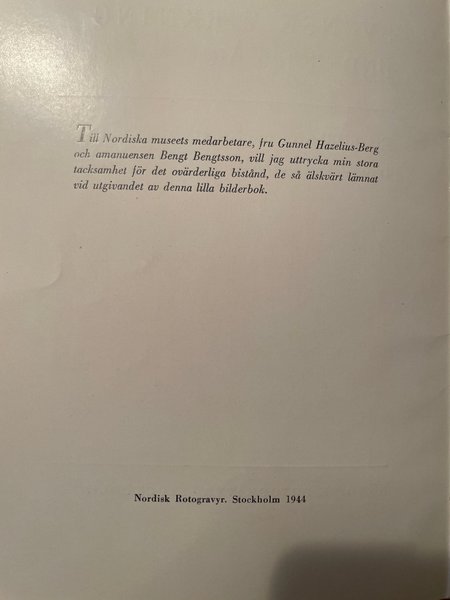 Till Nordiska museets medarbetare, fru Gunnel Hazelius-Berg
och amanuensen Bengt Bengtsson, vill jag uttrycka min stora
tacksamhet för det ovärderliga bistånd, de så älskvärt lämnat
vid utgivandet av denna lilla bilderbok.
Nordisk Rotogravyr. Stockholm 1944